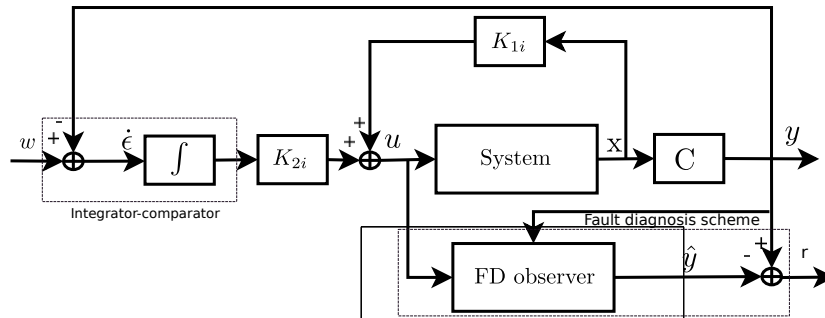 K₁ᵢ
+
-
+
w
ϵ̇
∫
K₂ᵢ
+
u
System
x
C
y
Integrator-comparator
Fault diagnosis scheme
FD observer
ŷ
-
+
r